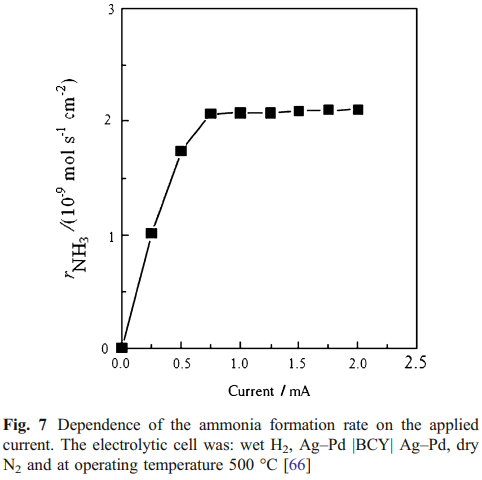 3
2
1
0
r_NH3 /(10^-9 mol s^-1 cm^-2)
0.0 0.5 1.0 1.5 2.0 2.5
Current / mA
Fig. 7 Dependence of the ammonia formation rate on the applied
current. The electrolytic cell was: wet H2, Ag–Pd |BCY| Ag–Pd, dry
N2 and at operating temperature 500 °C [66]